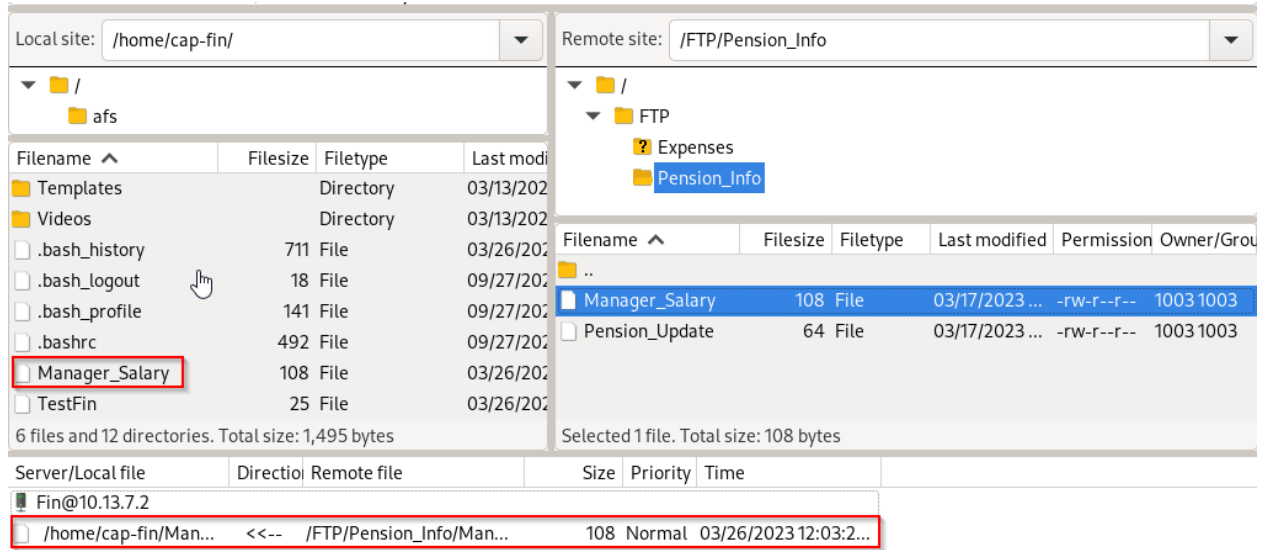 Local site: /home/cap-fin/
Remote site: /FTP/Pension_Info
/
afs
/
FTP
? Expenses
Pension_Info
Filename Filesize Filetype Last modi
Templates Directory 03/13/202
Videos Directory 03/13/202
.bash_history 711 File 03/26/202
.bash_logout 18 File 09/27/202
.bash_profile 141 File 09/27/202
.bashrc 492 File 09/27/202
Manager_Salary 108 File 03/26/202
TestFin 25 File 03/26/202
6 files and 12 directories. Total size: 1,495 bytes
Filename Filesize Filetype Last modified Permission Owner/Grou
..
Manager_Salary 108 File 03/17/2023 ... -rw-r--r-- 1003 1003
Pension_Update 64 File 03/17/2023 ... -rw-r--r-- 1003 1003
Selected 1 file. Total size: 108 bytes
Server/Local file Directio Remote file Size Priority Time
Fin@10.13.7.2
/home/cap-fin/Man... <<-- /FTP/Pension_Info/Man... 108 Normal 03/26/2023 12:03:2...